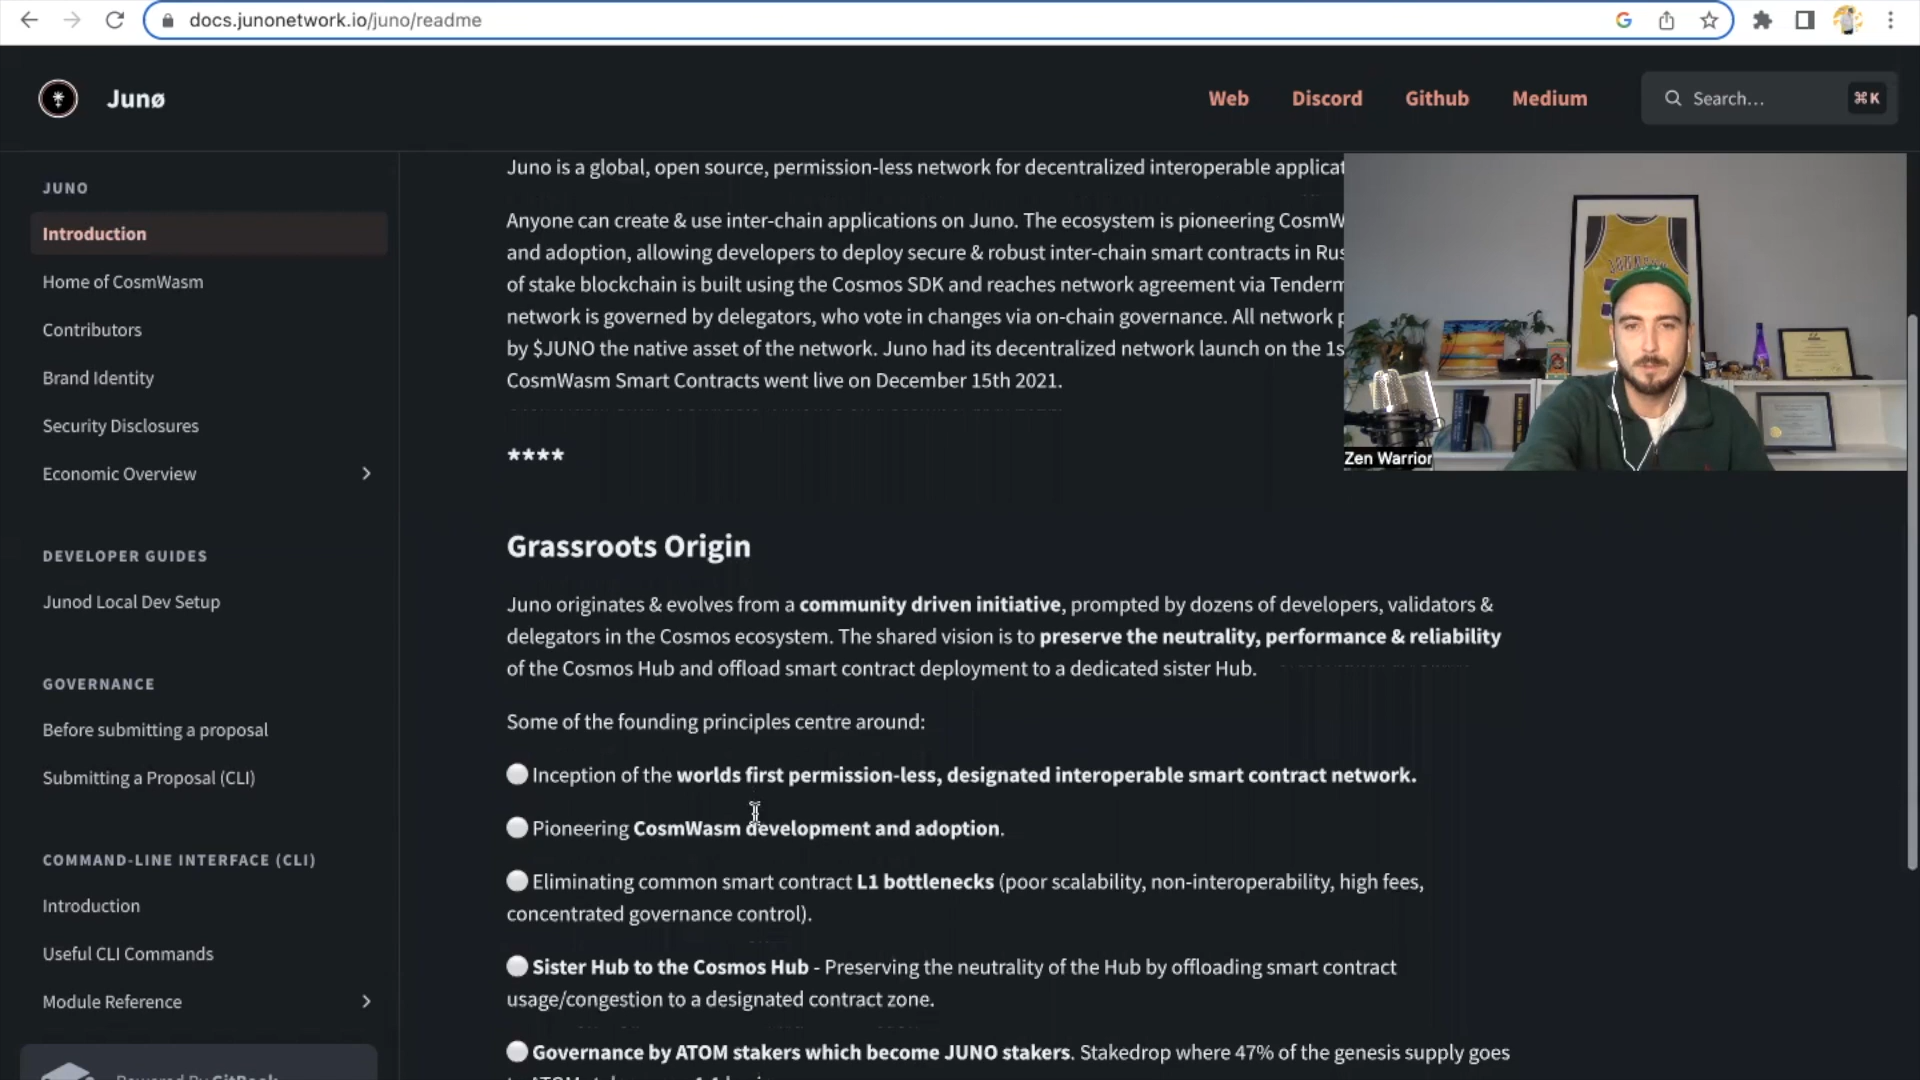 docs.junonetwork.io/juno/readme
Junø
Web
Discord
Github
Medium
Search...
⌘K
JUNO
Introduction
Home of CosmWasm
Contributors
Brand Identity
Security Disclosures
Economic Overview
DEVELOPER GUIDES
Junod Local Dev Setup
GOVERNANCE
Before submitting a proposal
Submitting a Proposal (CLI)
COMMAND-LINE INTERFACE (CLI)
Introduction
Useful CLI Commands
Module Reference
Powered By GitBook
Juno is a global, open source, permission-less network for decentralized interoperable applicat
Anyone can create & use inter-chain applications on Juno. The ecosystem is pioneering CosmW
and adoption, allowing developers to deploy secure & robust inter-chain smart contracts in Rus
of stake blockchain is built using the Cosmos SDK and reaches network agreement via Tenderm
network is governed by delegators, who vote in changes via on-chain governance. All network p
by $JUNO the native asset of the network. Juno had its decentralized network launch on the 1s
CosmWasm Smart Contracts went live on December 15th 2021.
****
Zen Warrior
Grassroots Origin
Juno originates & evolves from a community driven initiative, prompted by dozens of developers, validators &
delegators in the Cosmos ecosystem. The shared vision is to preserve the neutrality, performance & reliability
of the Cosmos Hub and offload smart contract deployment to a dedicated sister Hub.
Some of the founding principles centre around:
Inception of the worlds first permission-less, designated interoperable smart contract network.
Pioneering CosmWasm development and adoption.
Eliminating common smart contract L1 bottlenecks (poor scalability, non-interoperability, high fees,
concentrated governance control).
Sister Hub to the Cosmos Hub - Preserving the neutrality of the Hub by offloading smart contract
usage/congestion to a designated contract zone.
Governance by ATOM stakers which become JUNO stakers. Stakedrop where 47% of the genesis supply goes